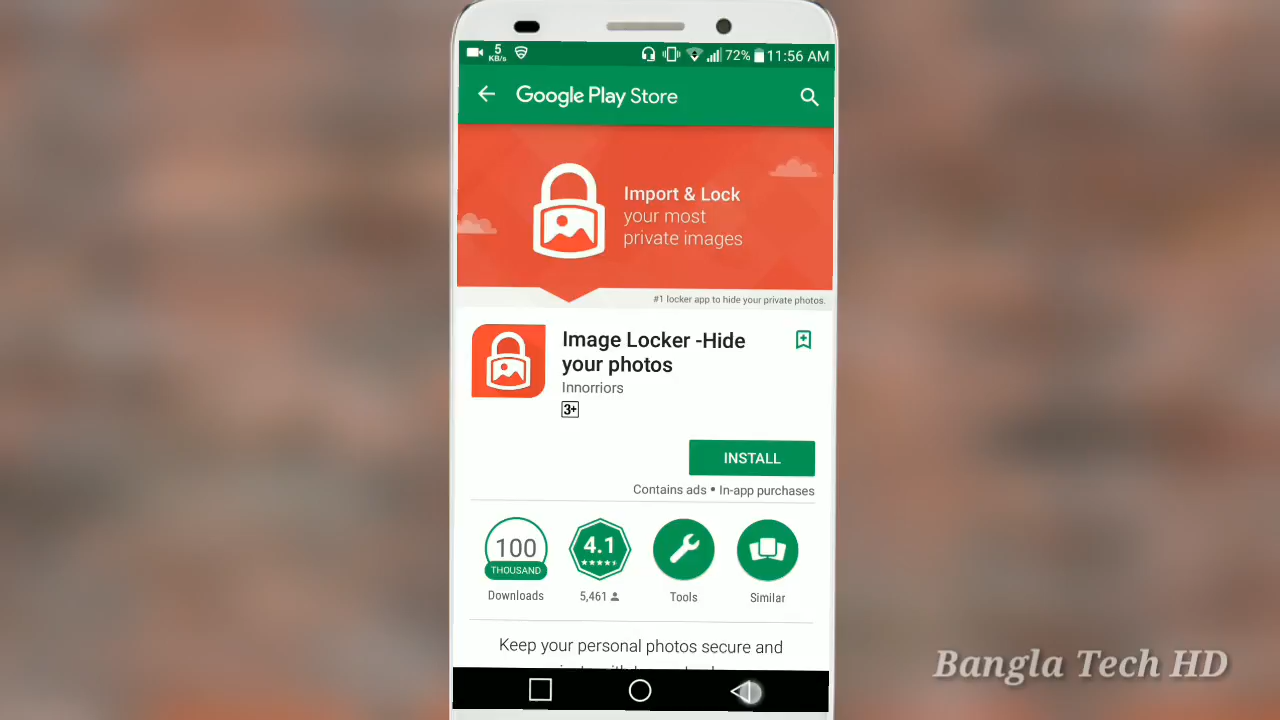 5
KB/s
72%
11:56 AM
Google Play Store
Import & Lock
your most
private images
#1 locker app to hide your private photos.
Image Locker -Hide
your photos
Innorriors
3+
INSTALL
Contains ads • In-app purchases
100
THOUSAND
Downloads
4.1
5,461
Tools
Similar
Keep your personal photos secure and
Bangla Tech HD